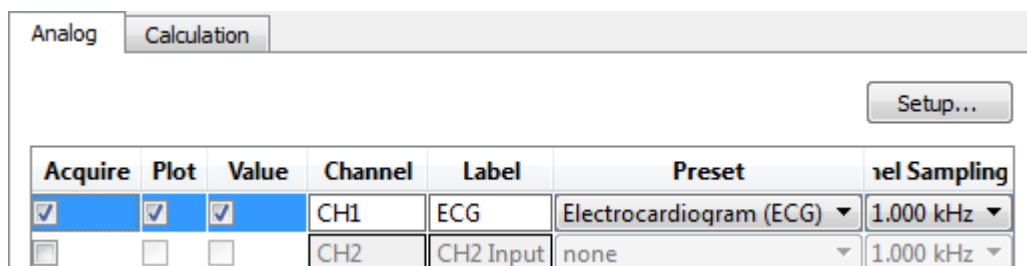 Analog Calculation
Setup...
Acquire Plot Value Channel Label Preset nel Sampling
CH1 ECG Electrocardiogram (ECG) 1.000 kHz
CH2 CH2 Input none 1.000 kHz